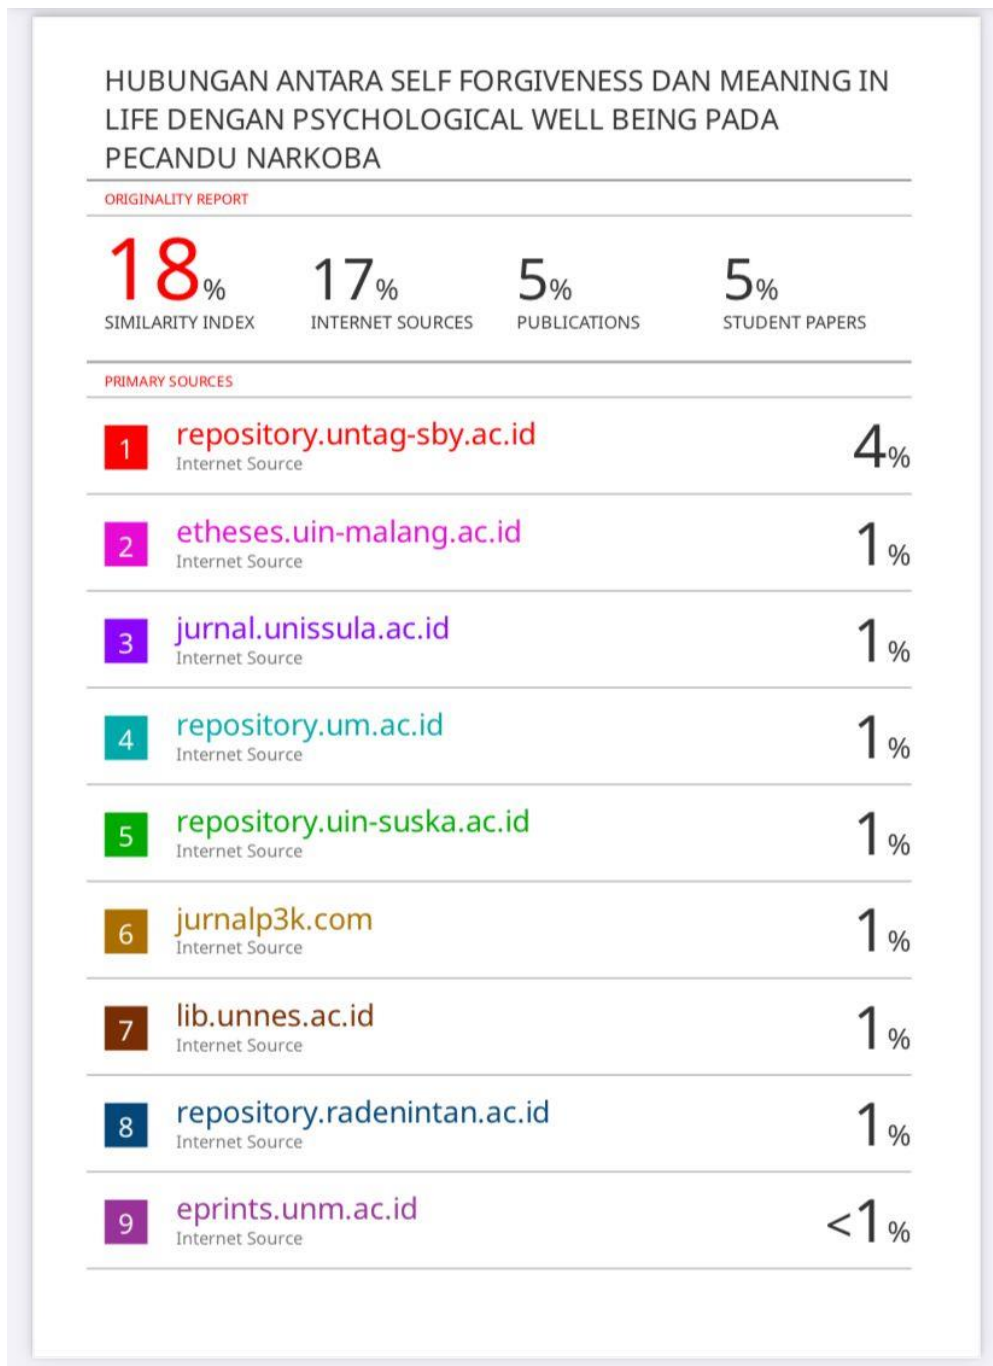 HUBUNGAN ANTARA SELF FORGIVENESS DAN MEANING IN
LIFE DENGAN PSYCHOLOGICAL WELL BEING PADA
PECANDU NARKOBA
ORIGINALITY REPORT
18% 17% 5% 5%
SIMILARITY INDEX INTERNET SOURCES PUBLICATIONS STUDENT PAPERS
PRIMARY SOURCES
1 repository.untag-sby.ac.id 4%
Internet Source
2 etheses.uin-malang.ac.id 1%
Internet Source
3 jurnal.unissula.ac.id 1%
Internet Source
4 repository.um.ac.id 1%
Internet Source
5 repository.uin-suska.ac.id 1%
Internet Source
6 jurnalp3k.com 1%
Internet Source
7 lib.unnes.ac.id 1%
Internet Source
8 repository.radenintan.ac.id 1%
Internet Source
9 eprints.unm.ac.id <1%
Internet Source